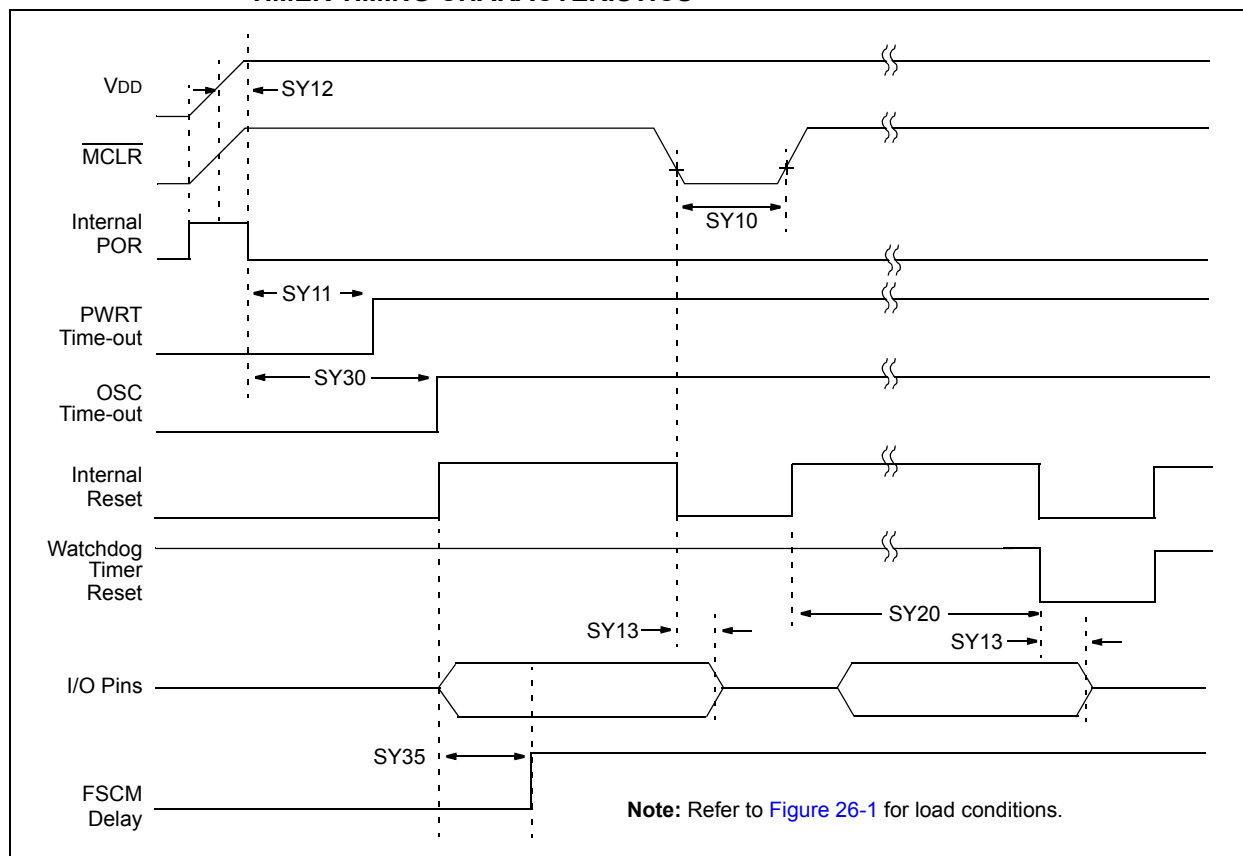 VDD
SY12
MCLR
SY10
Internal
POR
SY11
PWRT
Time-out
SY30
OSC
Time-out
Internal
Reset
Watchdog
Timer
Reset
SY20
SY13
SY13
I/O Pins
SY35
FSCM
Delay
Note: Refer to Figure 26-1 for load conditions.